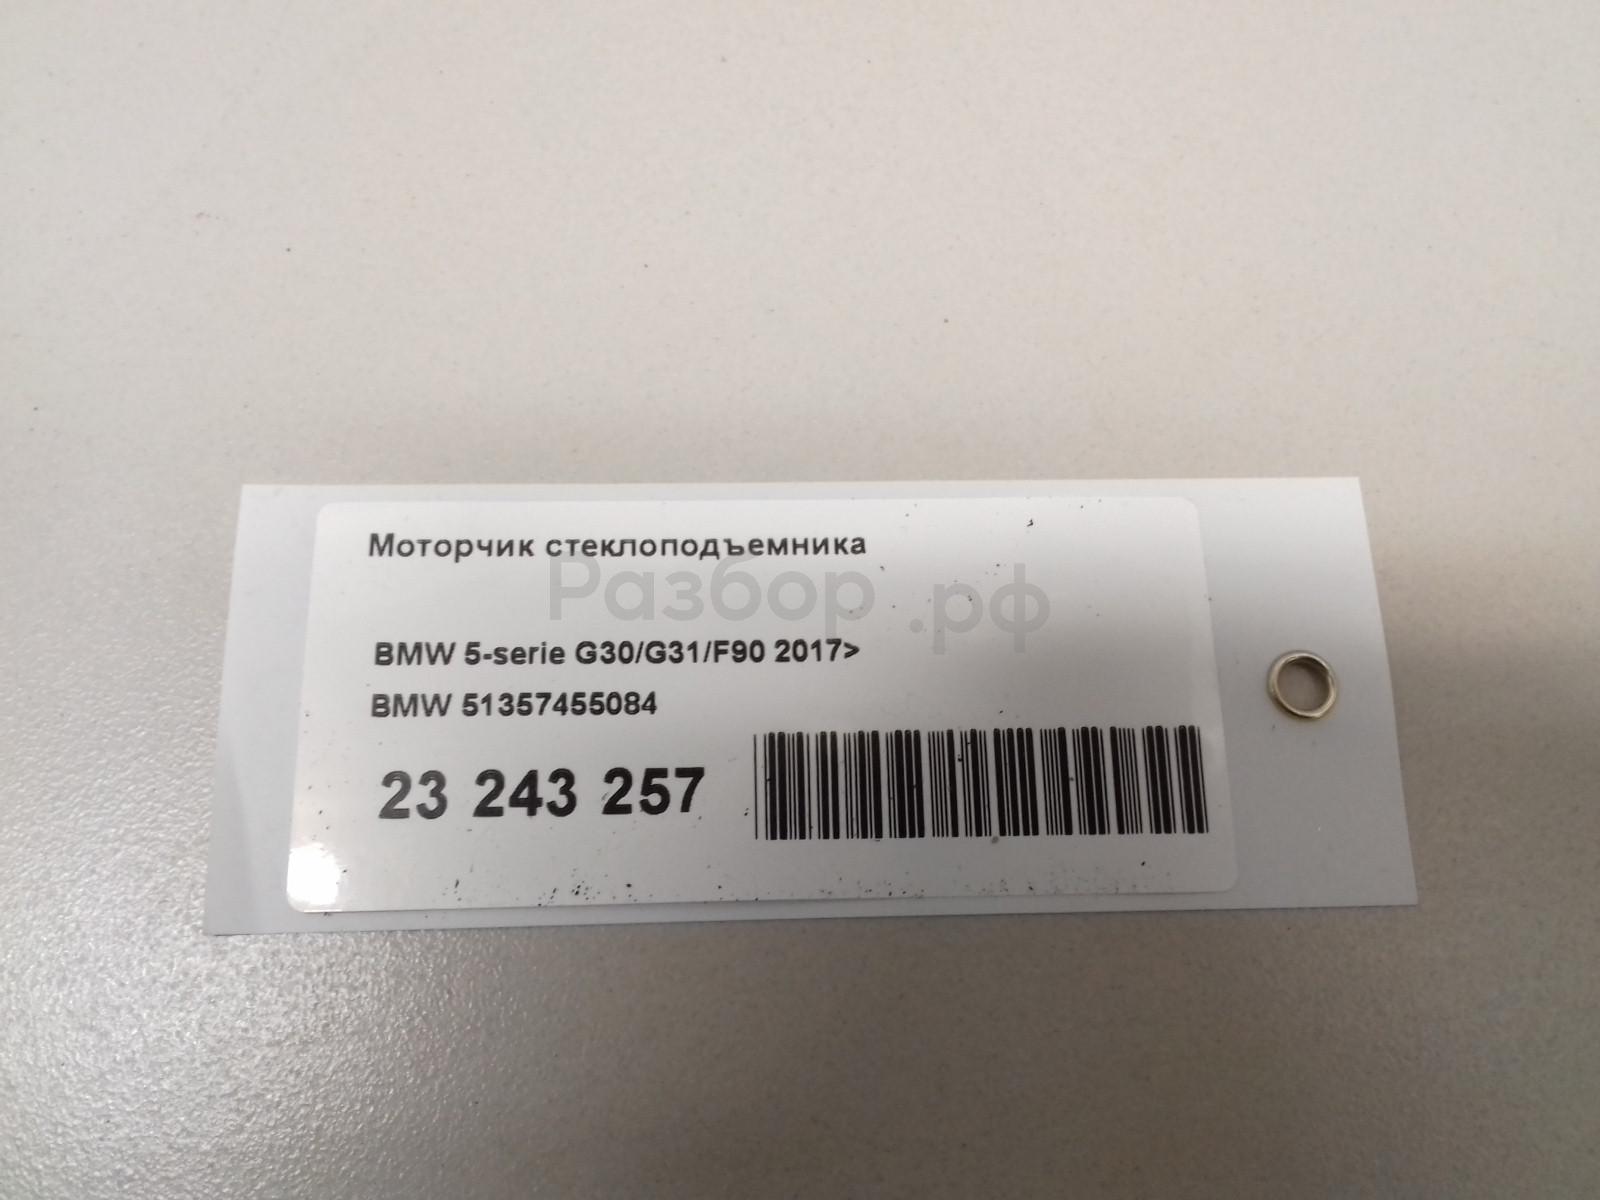 Моторчик стеклоподъемника
Разбор.рф
BMW 5-serie G30/G31/F90 2017>
BMW 51357455084
23 243 257